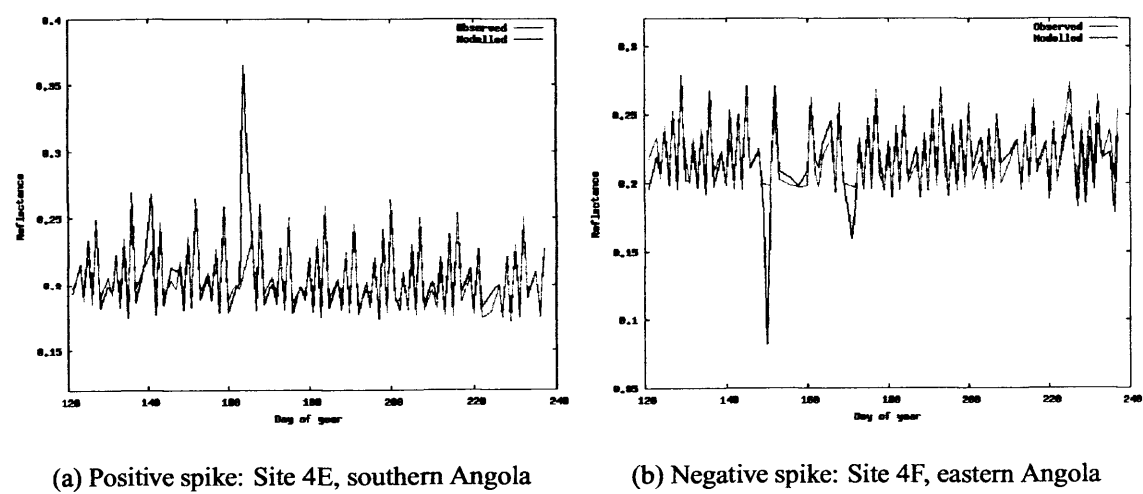 0.4
0.35
0.3
0.25
0.2
0.15
Reflectance
120
140
160
180
200
220
240
Day of year
Observed
Modelled
(a) Positive spike: Site 4E, southern Angola
0.3
0.25
0.2
0.15
0.1
0.05
Reflectance
120
140
160
180
200
220
240
Day of year
Observed
Modelled
(b) Negative spike: Site 4F, eastern Angola